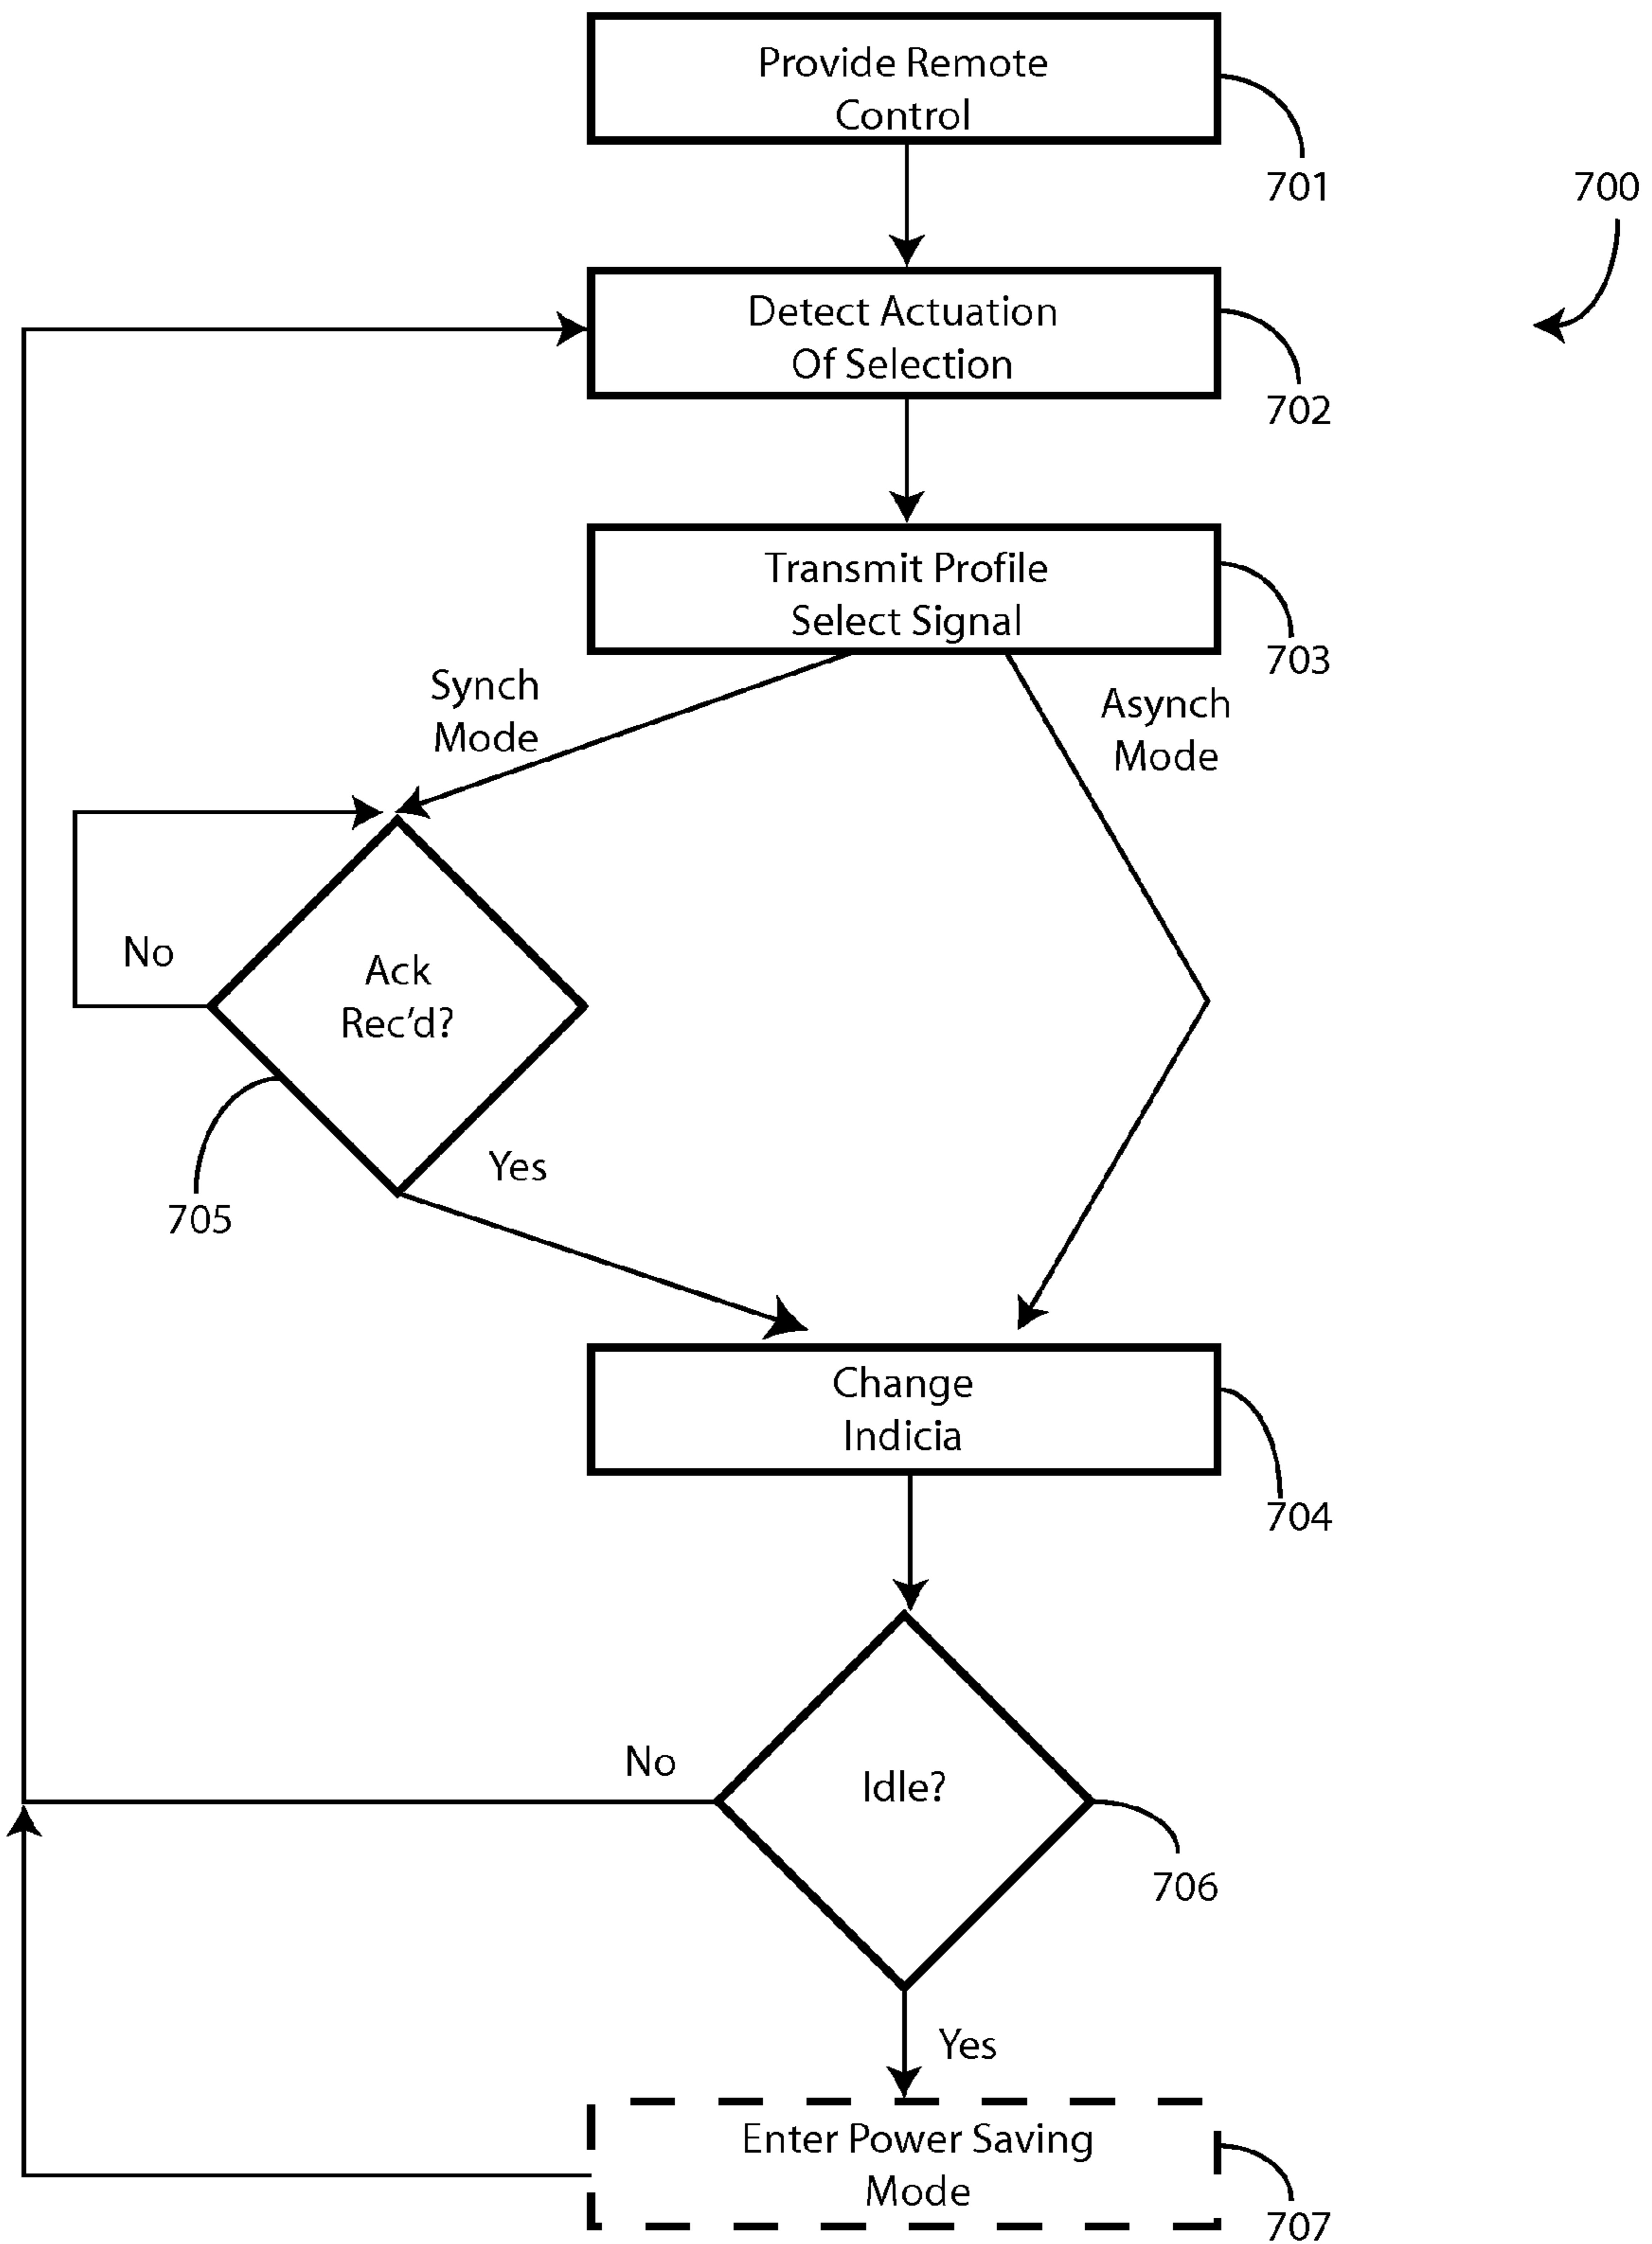 Provide Remote
Control
701
700
Detect Actuation
Of Selection
702
Transmit Profile
Select Signal
703
Synch
Mode
Asynch
Mode
No
Ack
Rec'd?
Yes
705
Change
Indicia
704
No
Idle?
706
Yes
Enter Power Saving
Mode
707